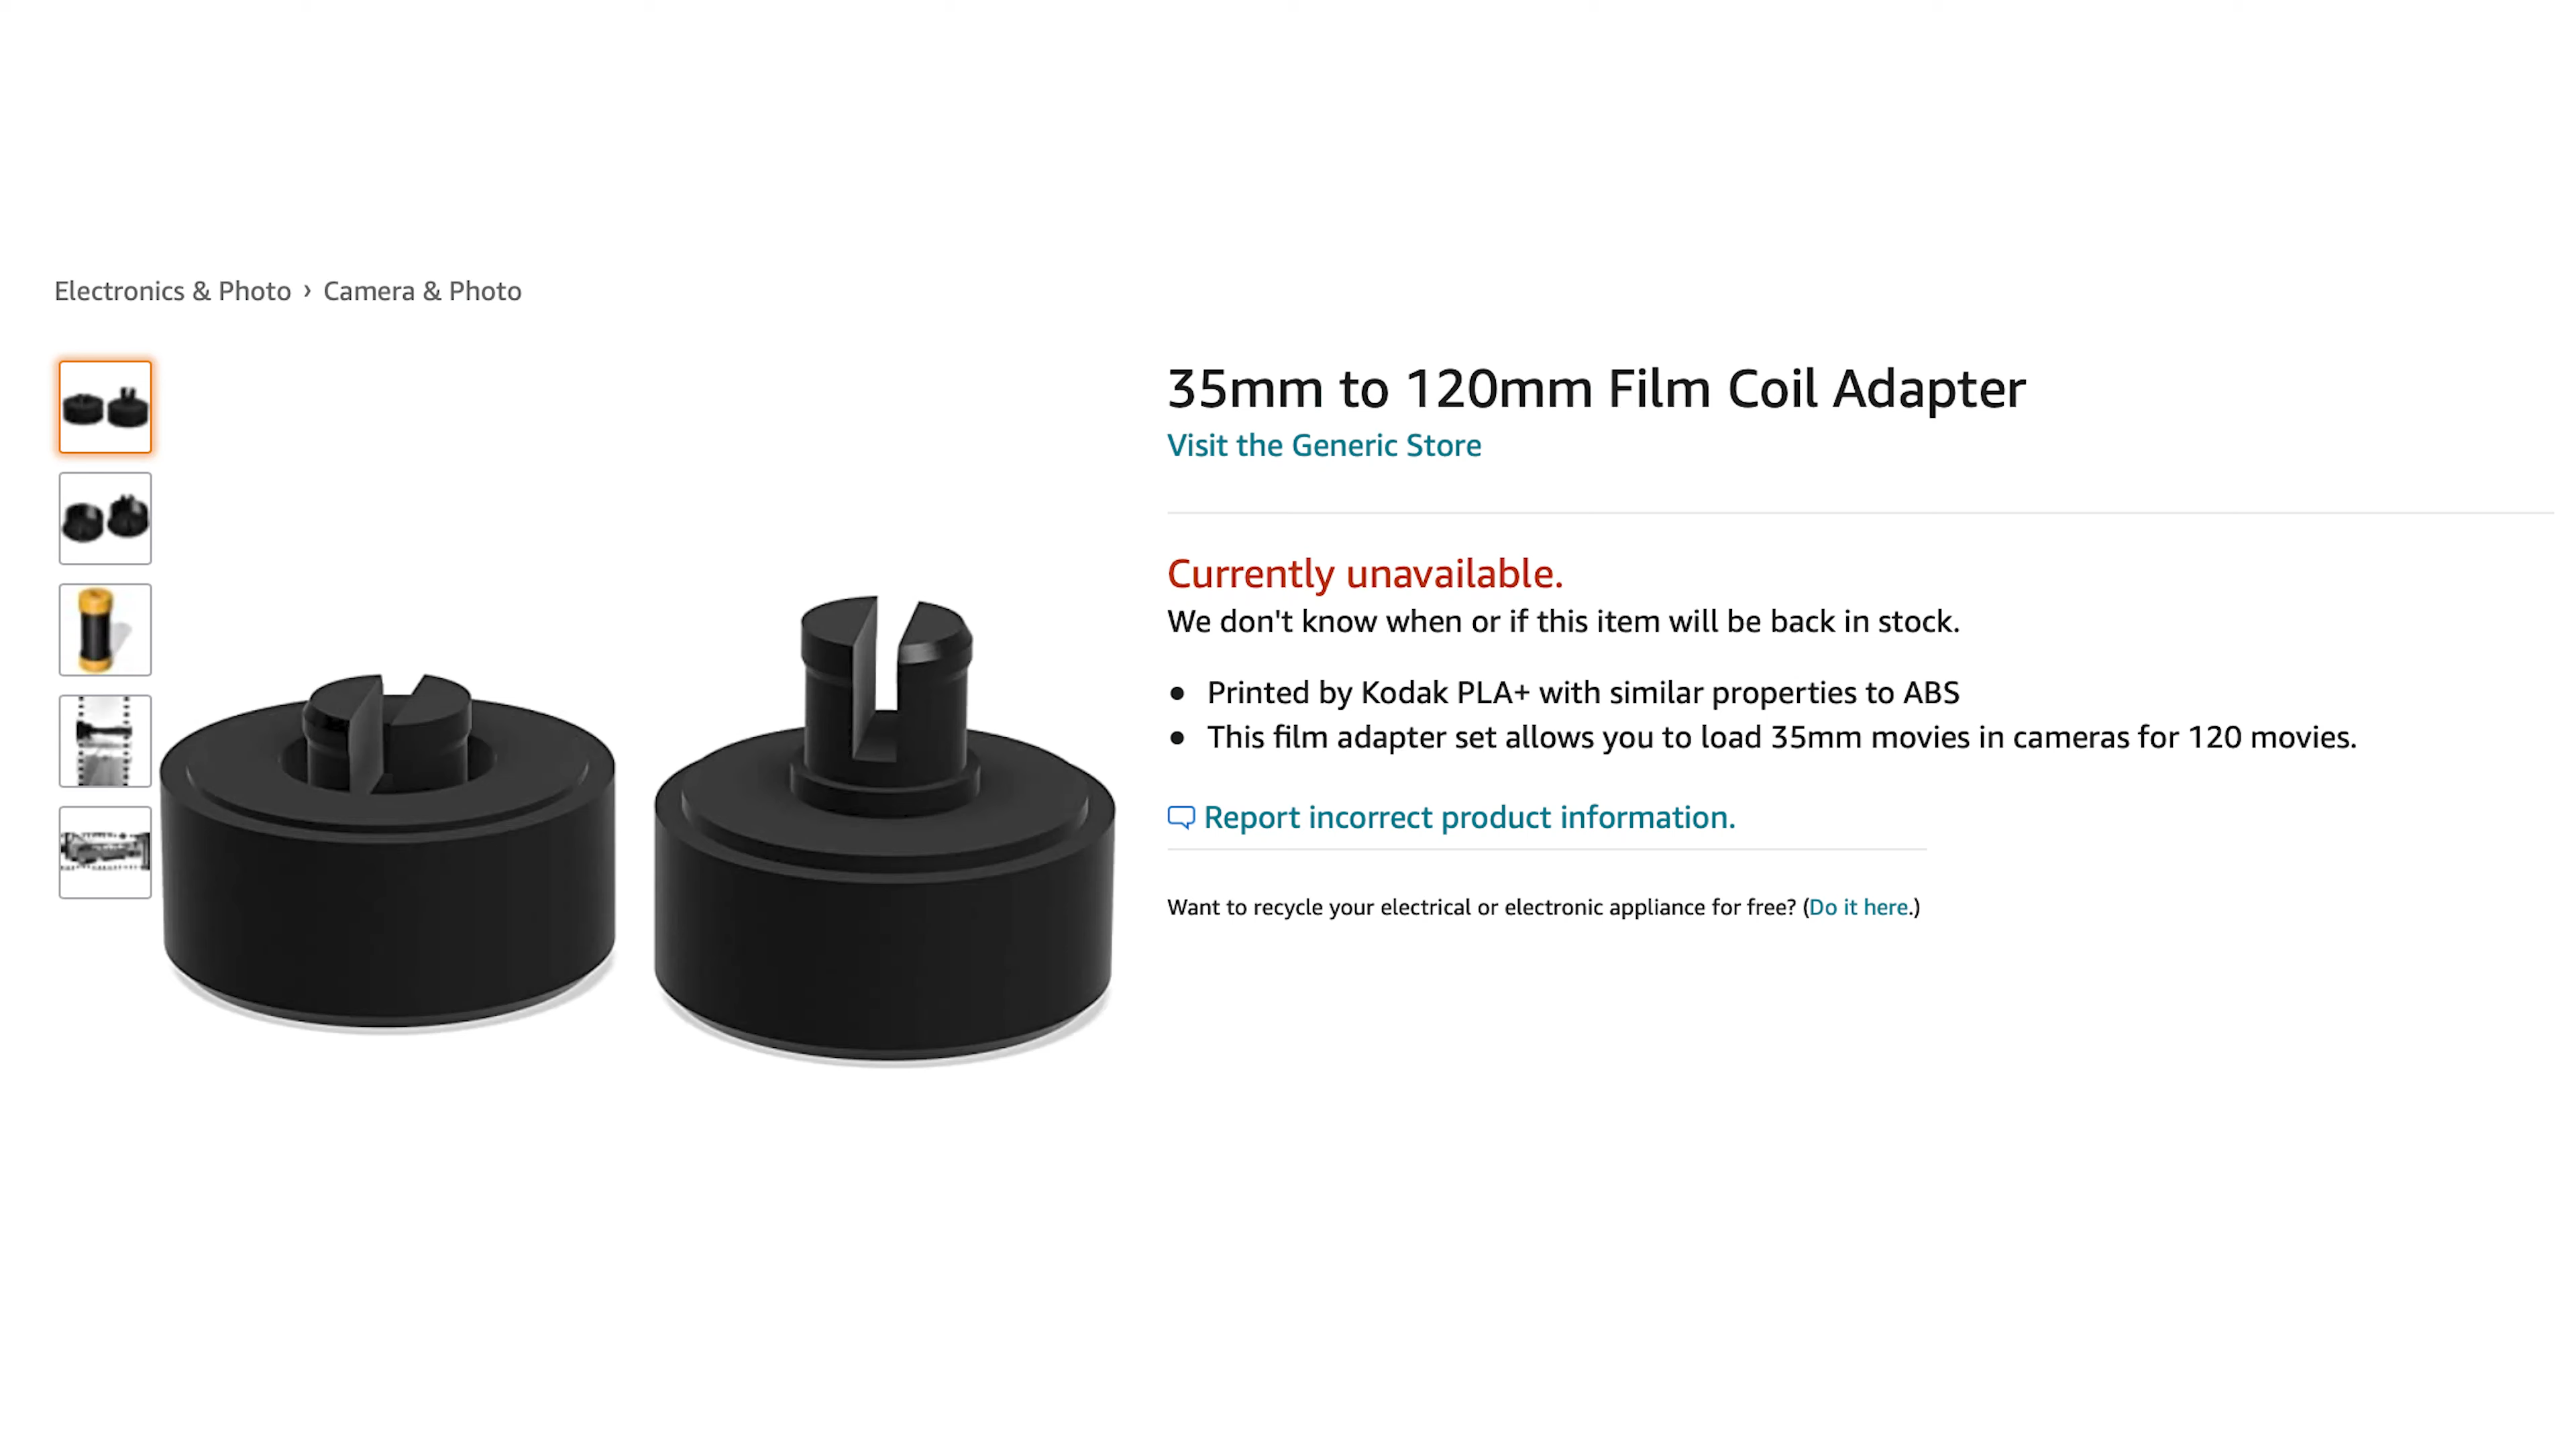 Electronics & Photo › Camera & Photo
35mm to 120mm Film Coil Adapter
Visit the Generic Store
Currently unavailable.
We don't know when or if this item will be back in stock.
● Printed by Kodak PLA+ with similar properties to ABS
● This film adapter set allows you to load 35mm movies in cameras for 120 movies.
Report incorrect product information.
Want to recycle your electrical or electronic appliance for free? (Do it here.)